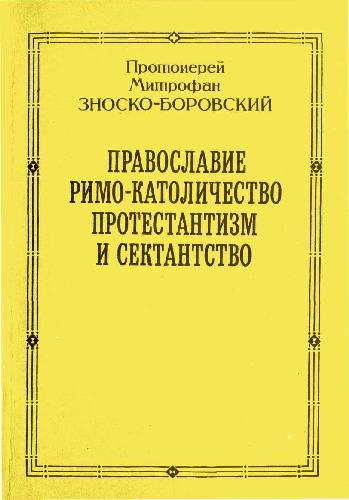 Протоиерей
Митрофан
ЗНОСКО-БОРОВСКИЙ
ПРАВОСЛАВИЕ
РИМО-КАТОЛИЧЕСТВО
ПРОТЕСТАНТИЗМ
И СЕКТАНТСТВО